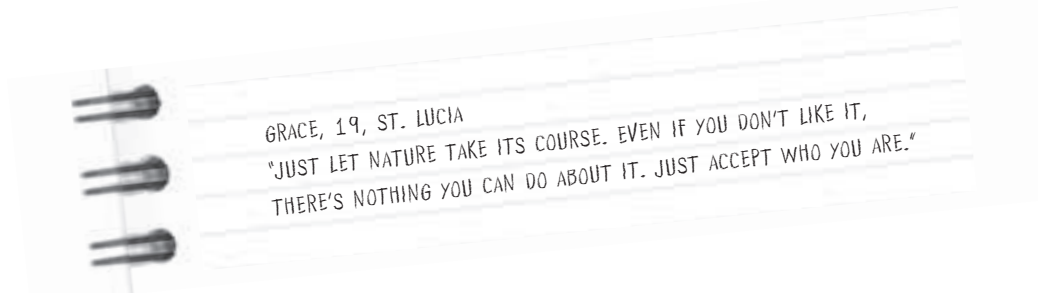 GRACE, 19, ST. LUCIA
"JUST LET NATURE TAKE ITS COURSE. EVEN IF YOU DON'T LIKE IT,
THERE'S NOTHING YOU CAN DO ABOUT IT. JUST ACCEPT WHO YOU ARE."